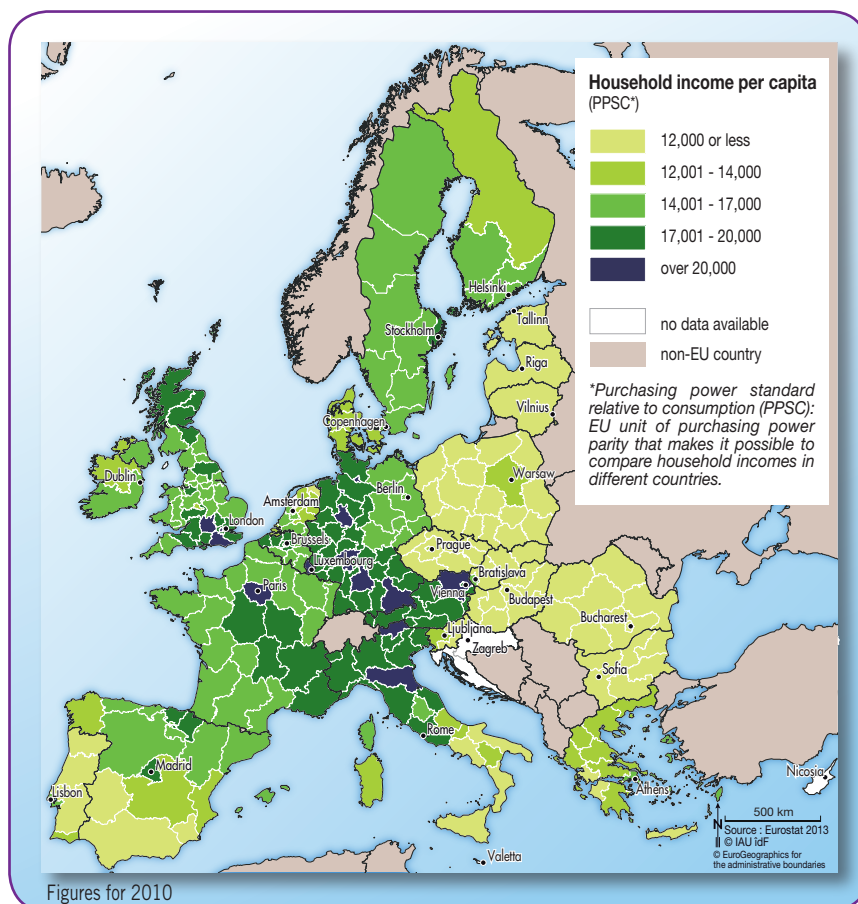 Household income per capita
(PPSC*)
12,000 or less
12,001 - 14,000
14,001 - 17,000
17,001 - 20,000
over 20,000
no data available
non-EU country
*Purchasing power standard
relative to consumption (PPSC):
EU unit of purchasing power
parity that makes it possible to
compare household incomes in
different countries.
Helsinki
Tallinn
Stockholm
Riga
Vilnius
Copenhagen
Dublin
Amsterdam
Berlin
Warsaw
London
Brussels
Prague
Luxembourg
Paris
Bratislava
Vienna
Budapest
Ljubljana
Zagreb
Bucharest
Sofia
Rome
Madrid
Lisbon
Athens
Nicosia
Valetta
500 km
N
Source : Eurostat 2013
© IAU îdF
© EuroGeographics for
the administrative boundaries
Figures for 2010